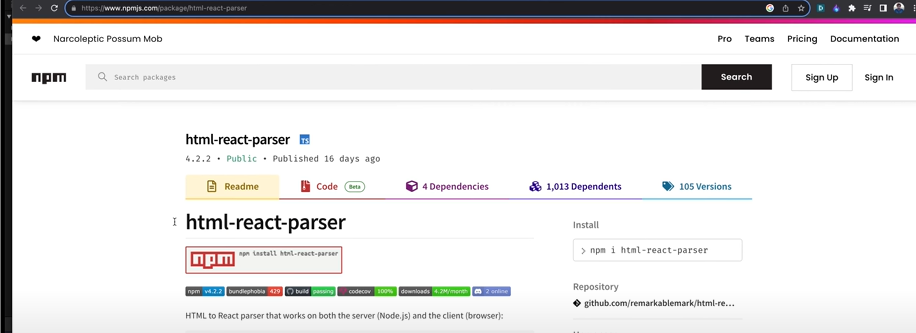 https://www.npmjs.com/package/html-react-parser
❤ Narcoleptic Possum Mob
Pro Teams Pricing Documentation
npm Search packages Search Sign Up Sign In
html-react-parser TS
4.2.2 • Public • Published 16 days ago
Readme Code Beta 4 Dependencies 1,013 Dependents 105 Versions
html-react-parser
npm npm install html-react-parser
npm v4.2.2 bundlephobia 429 build passing codecov 100% downloads 4.2M/month 2 online
HTML to React parser that works on both the server (Node.js) and the client (browser):
Install
> npm i html-react-parser
Repository
github.com/remarkablemark/html-re...